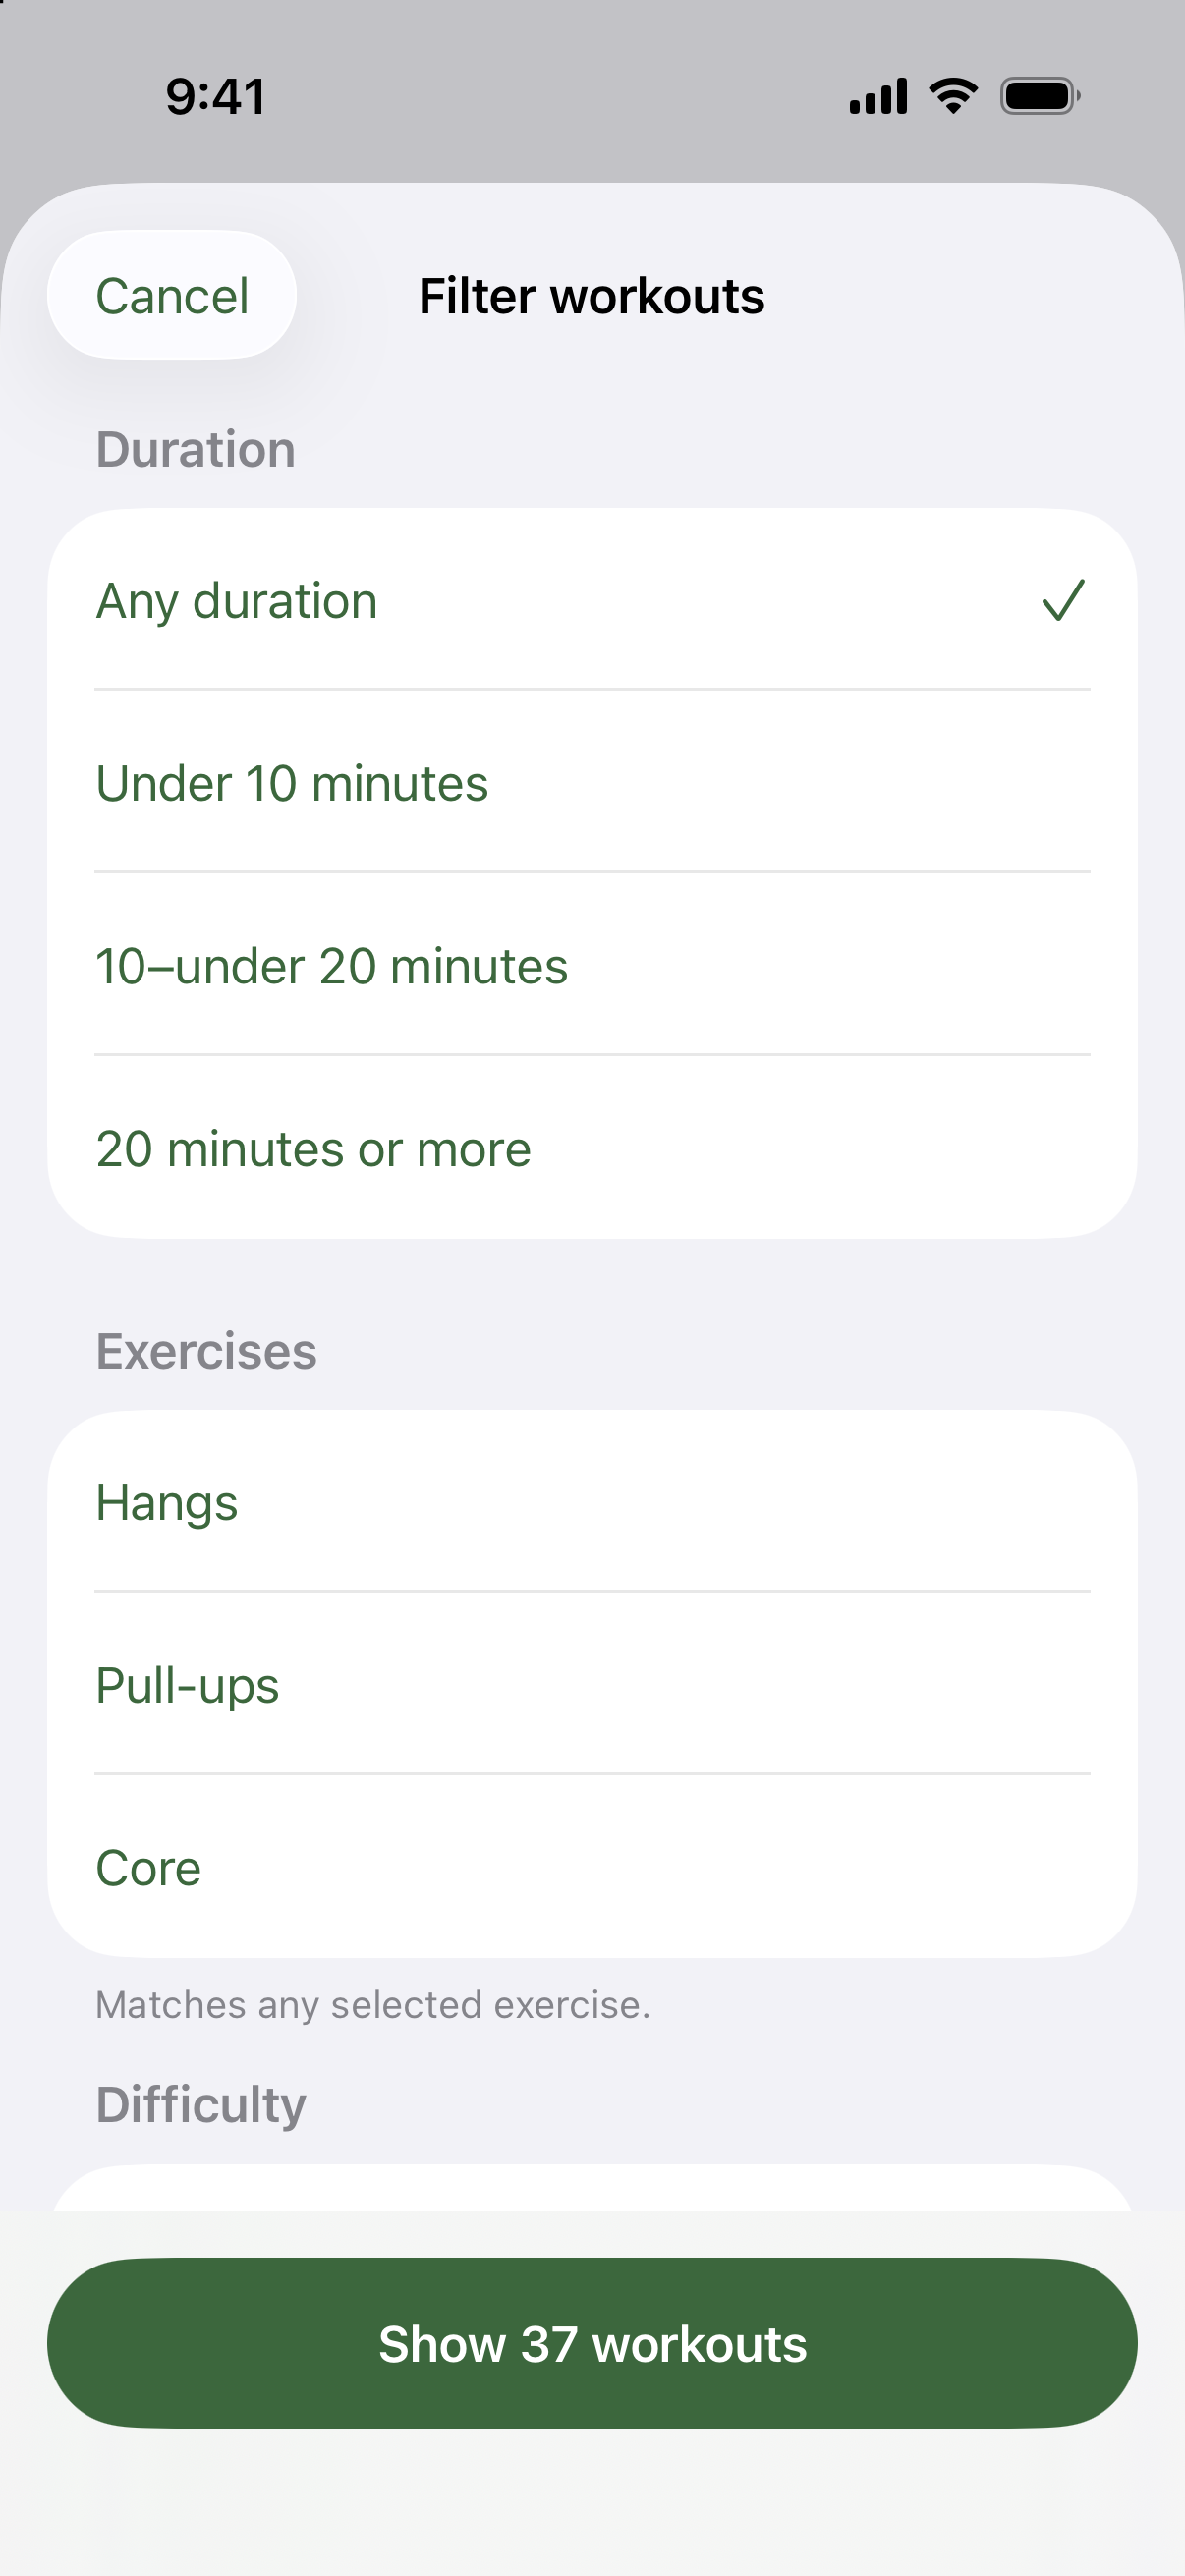 9:41
Cancel
Filter workouts
Duration
Any duration
Under 10 minutes
10–under 20 minutes
20 minutes or more
Exercises
Hangs
Pull-ups
Core
Matches any selected exercise.
Difficulty
Show 37 workouts